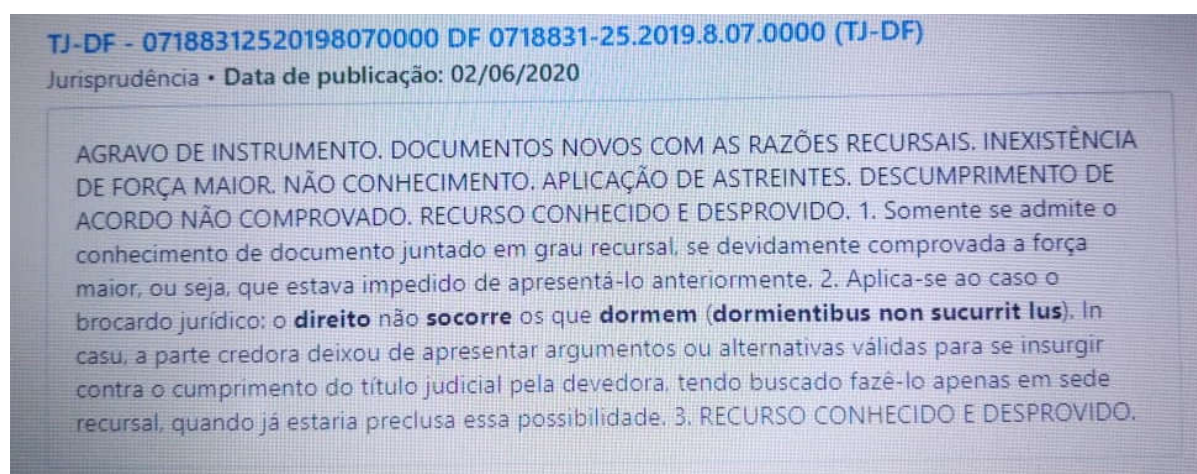 TJ-DF - 07188312520198070000 DF 0718831-25.2019.8.07.0000 (TJ-DF)
Jurisprudência • Data de publicação: 02/06/2020
AGRAVO DE INSTRUMENTO. DOCUMENTOS NOVOS COM AS RAZÕES RECURSAIS. INEXISTÊNCIA
DE FORÇA MAIOR. NÃO CONHECIMENTO. APLICAÇÃO DE ASTREINTES. DESCUMPRIMENTO DE
ACORDO NÃO COMPROVADO. RECURSO CONHECIDO E DESPROVIDO. 1. Somente se admite o
conhecimento de documento juntado em grau recursal, se devidamente comprovada a força
maior, ou seja, que estava impedido de apresentá-lo anteriormente. 2. Aplica-se ao caso o
brocardo jurídico: o direito não socorre os que dormem (dormientibus non sucurrit Ius). In
casu, a parte credora deixou de apresentar argumentos ou alternativas válidas para se insurgir
contra o cumprimento do título judicial pela devedora, tendo buscado fazê-lo apenas em sede
recursal, quando já estaria preclusa essa possibilidade. 3. RECURSO CONHECIDO E DESPROVIDO.